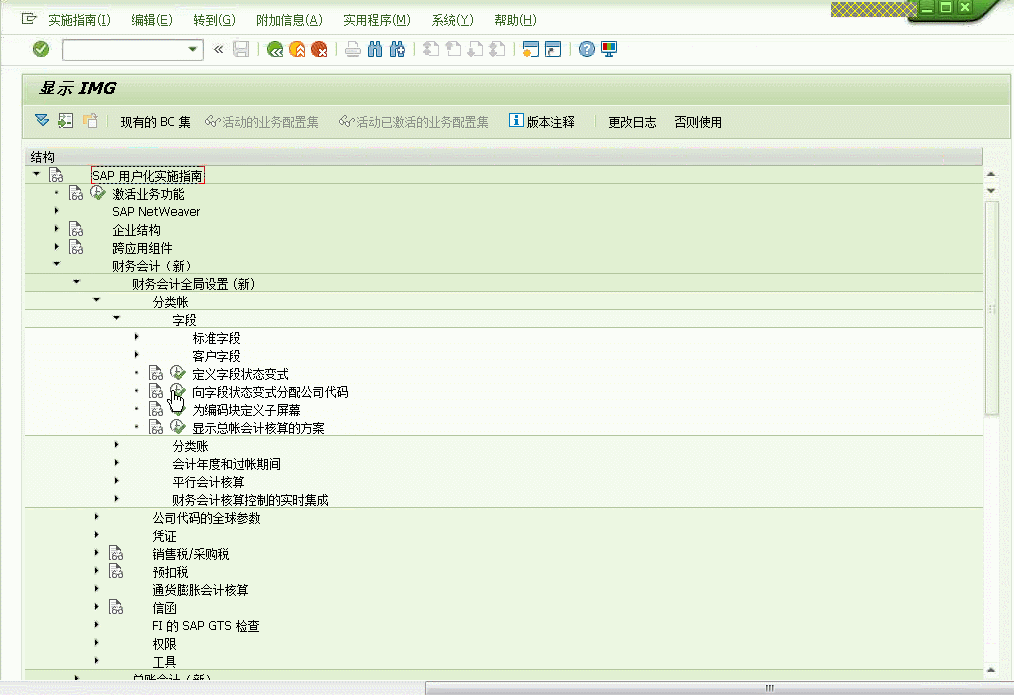 实施指南(I) 编辑(E) 转到(G) 附加信息(A) 实用程序(M) 系统(Y) 帮助(H)
显示 IMG
现有的 BC 集 活动的业务配置集 活动已激活的业务配置集 版本注释 更改日志 否则使用
结构
SAP 用户化实施指南
激活业务功能
SAP NetWeaver
企业结构
跨应用组件
财务会计（新）
财务会计全局设置（新）
分类帐
字段
标准字段
客户字段
定义字段状态变式
向字段状态变式分配公司代码
为编码块定义子屏幕
显示总帐会计核算的方案
分类账
会计年度和过帐期间
平行会计核算
财务会计核算控制的实时集成
公司代码的全球参数
凭证
销售税/采购税
预扣税
通货膨胀会计核算
信函
FI 的 SAP GTS 检查
权限
工具
总账会计（新）